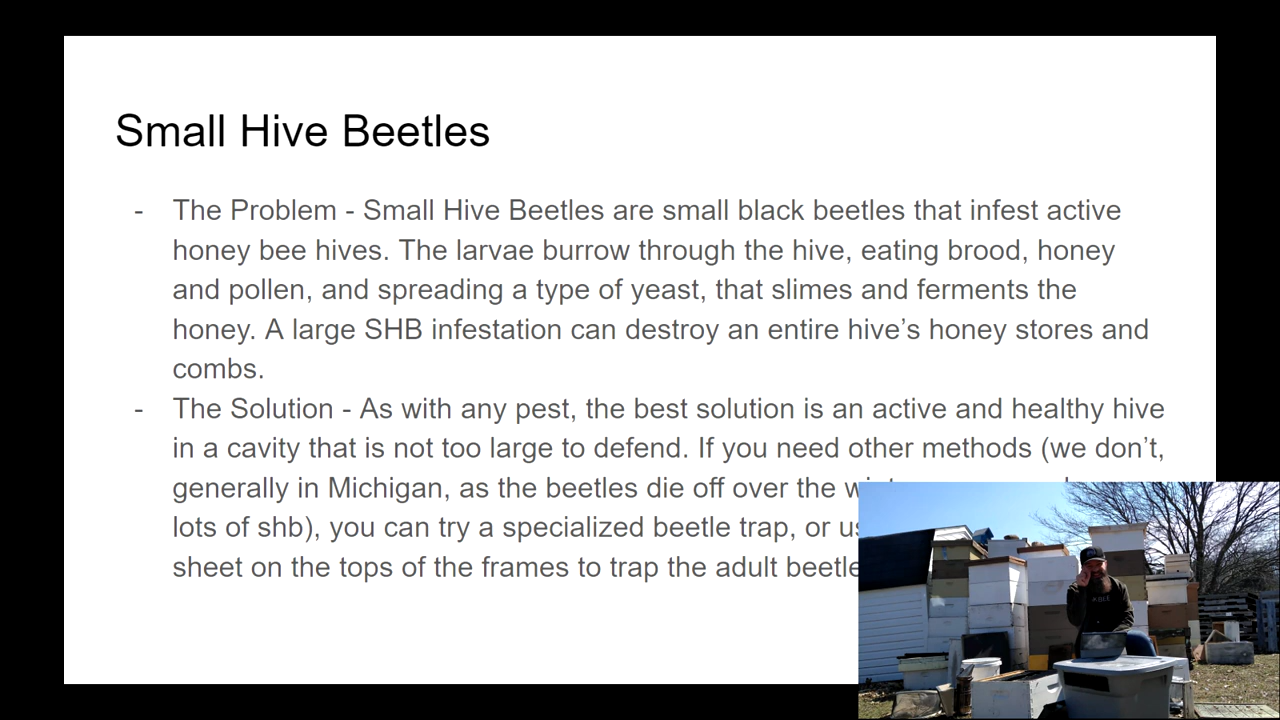 Small Hive Beetles
- The Problem - Small Hive Beetles are small black beetles that infest active
honey bee hives. The larvae burrow through the hive, eating brood, honey
and pollen, and spreading a type of yeast, that slimes and ferments the
honey. A large SHB infestation can destroy an entire hive’s honey stores and
combs.
- The Solution - As with any pest, the best solution is an active and healthy hive
in a cavity that is not too large to defend. If you need other methods (we don’t,
generally in Michigan, as the beetles die off over the
lots of shb), you can try a specialized beetle trap, or
sheet on the tops of the frames to trap the adult